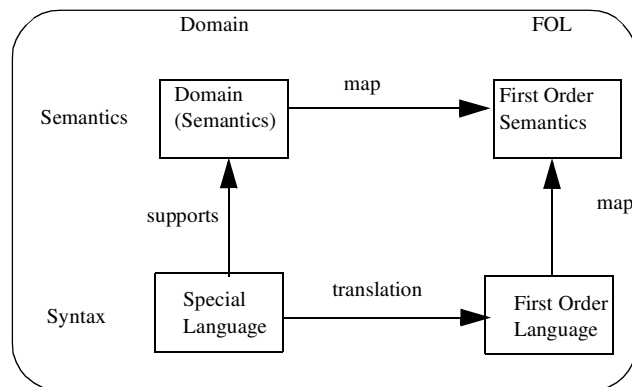 Domain
FOL
Semantics
Domain
(Semantics)
map
First Order
Semantics
supports
map
Syntax
Special
Language
translation
First Order
Language